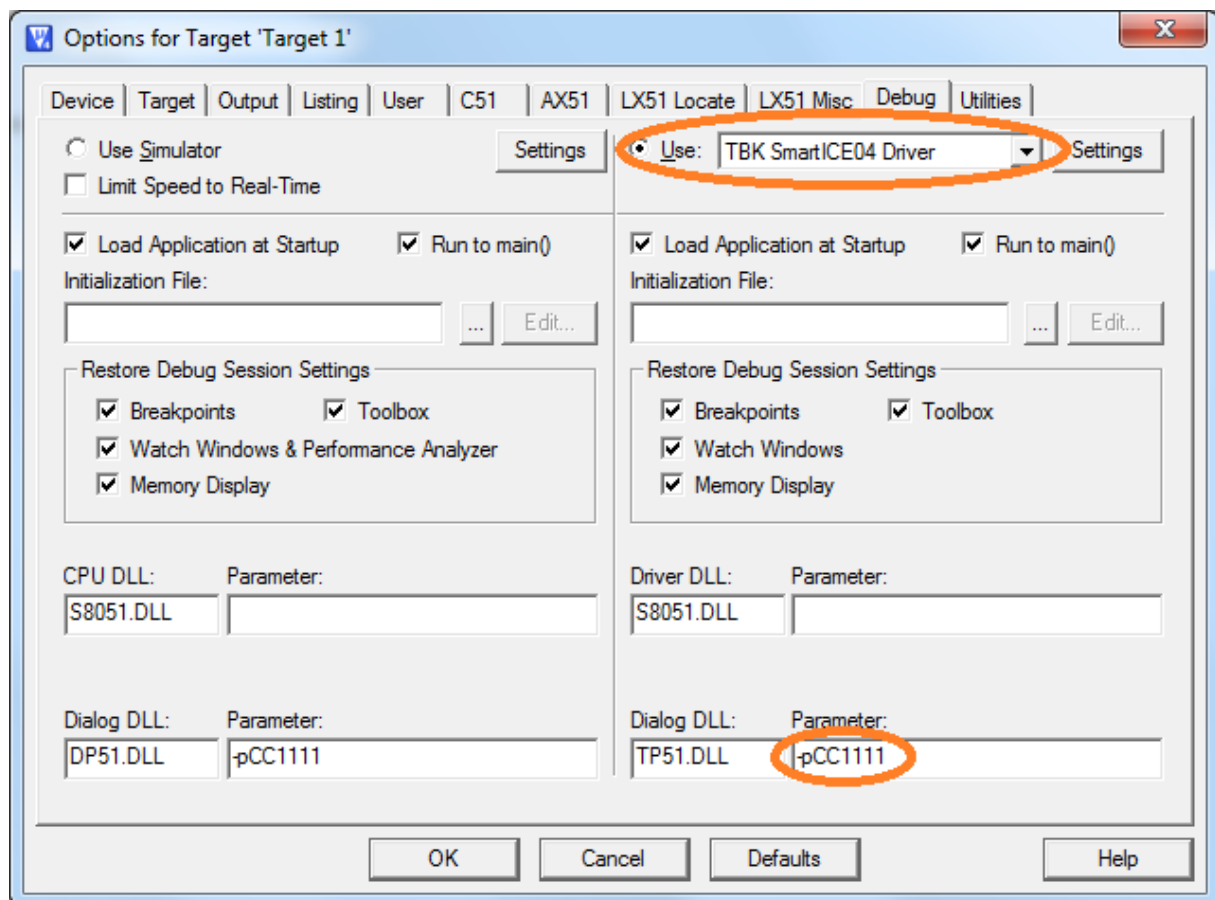 Options for Target 'Target 1'
Device Target Output Listing User C51 AX51 LX51 Locate LX51 Misc Debug Utilities
Use Simulator Settings Use: TBK SmartICE04 Driver Settings
Limit Speed to Real-Time
Load Application at Startup Run to main() Load Application at Startup Run to main()
Initialization File: Initialization File:
... Edit... ... Edit...
Restore Debug Session Settings Restore Debug Session Settings
Breakpoints Toolbox Breakpoints Toolbox
Watch Windows & Performance Analyzer Watch Windows
Memory Display Memory Display
CPU DLL: Parameter: Driver DLL: Parameter:
S8051.DLL S8051.DLL
Dialog DLL: Parameter: Dialog DLL: Parameter:
DP51.DLL -pCC1111 TP51.DLL -pCC1111
OK Cancel Defaults Help